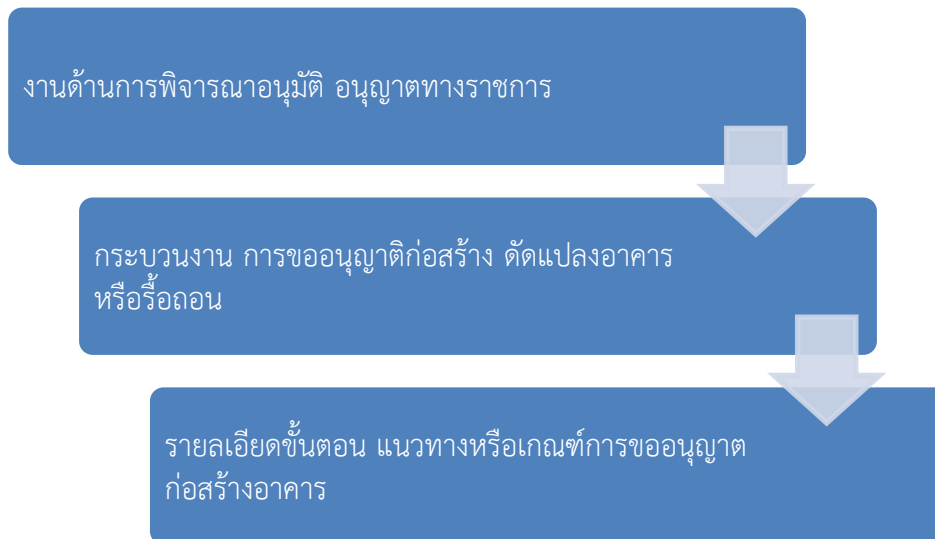 งานด้านการพิจารณาอนุมัติ อนุญาตทางราชการ
กระบวนงาน การขออนุญาติก่อสร้าง ดัดแปลงอาคาร
หรือรื้อถอน
รายลเอียดขั้นตอน แนวทางหรือเกณฑ์การขออนุญาต
ก่อสร้างอาคาร